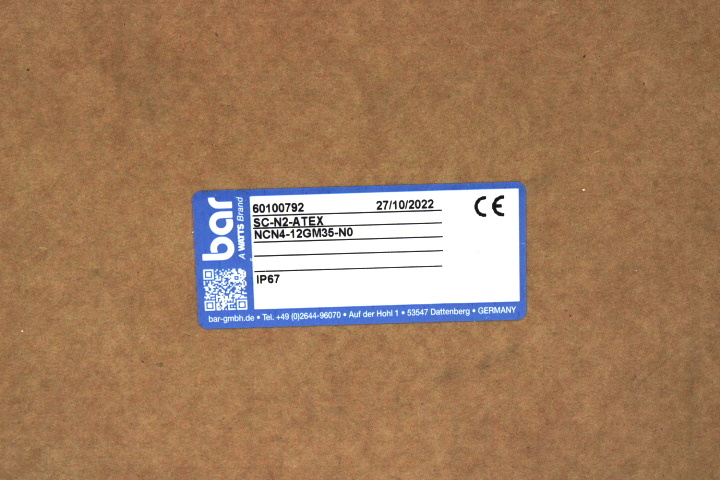 bar
A WATTS Brand
60100792 27/10/2022
SC-N2-ATEX
NCN4-12GM35-N0
IP67
CE
bar-gmbh.de • Tel. +49 (0)2644-96070 • Auf der Hohl 1 • 53547 Dattenberg • GERMANY